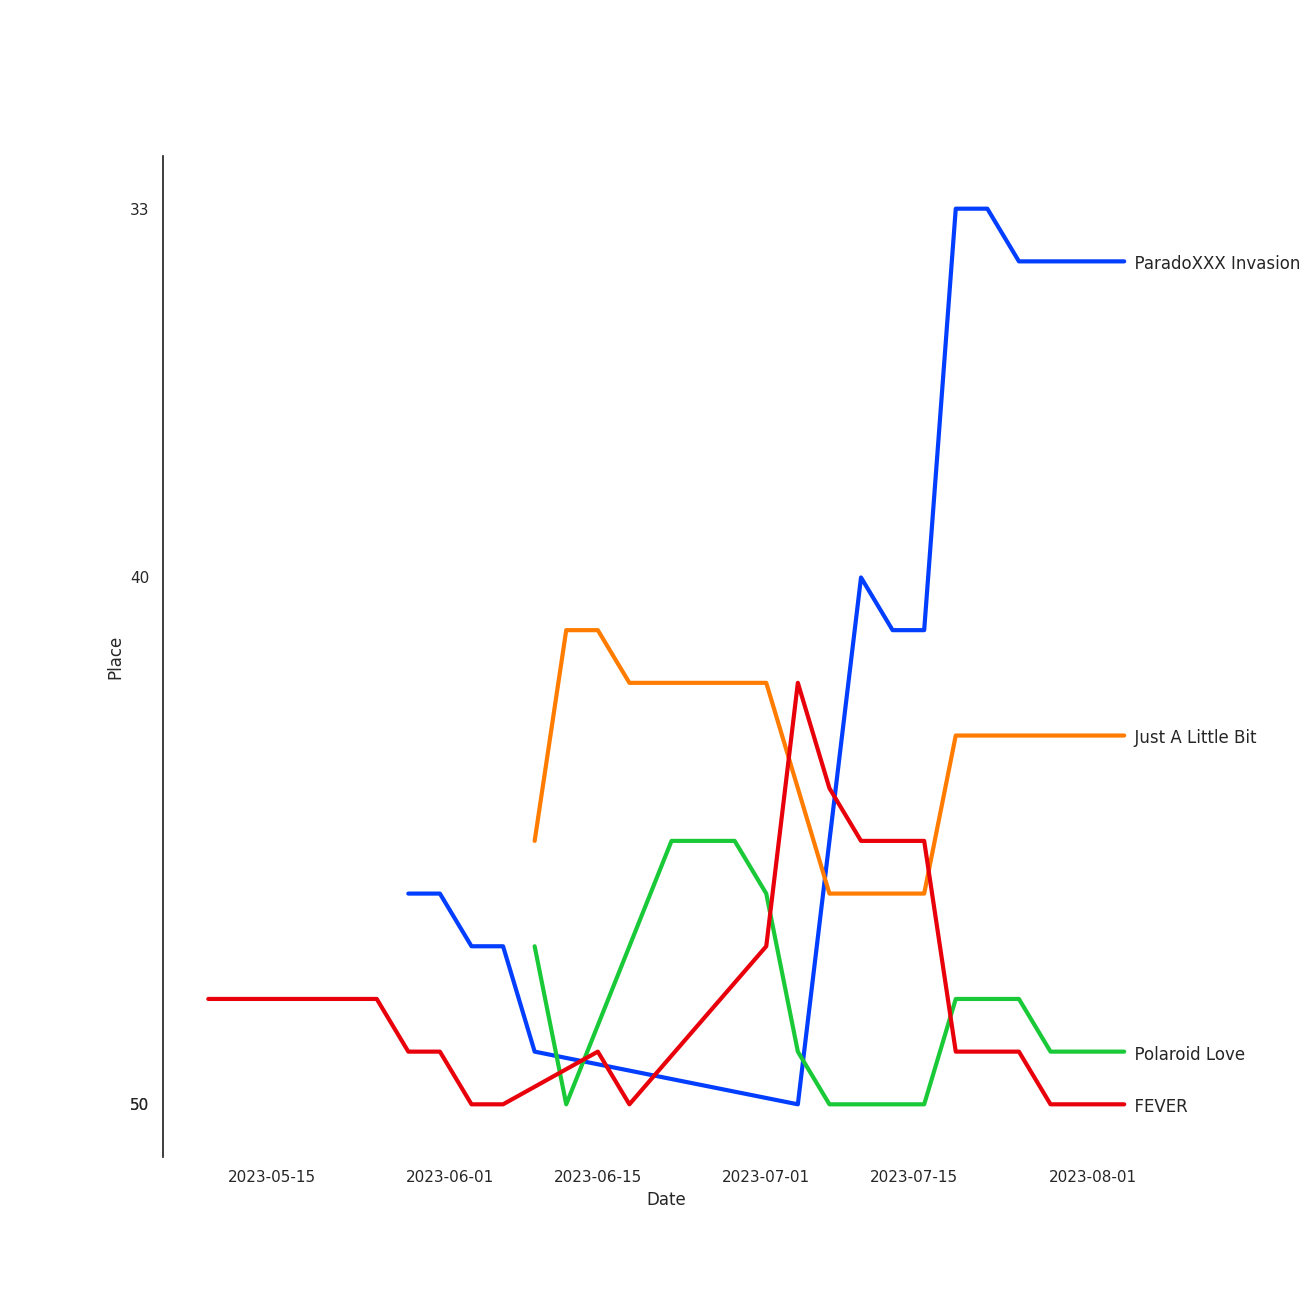 33
ParadoXXX Invasion
40
Place
Just A Little Bit
Polaroid Love
50
FEVER
2023-05-15 2023-06-01 2023-06-15 2023-07-01 2023-07-15 2023-08-01
Date